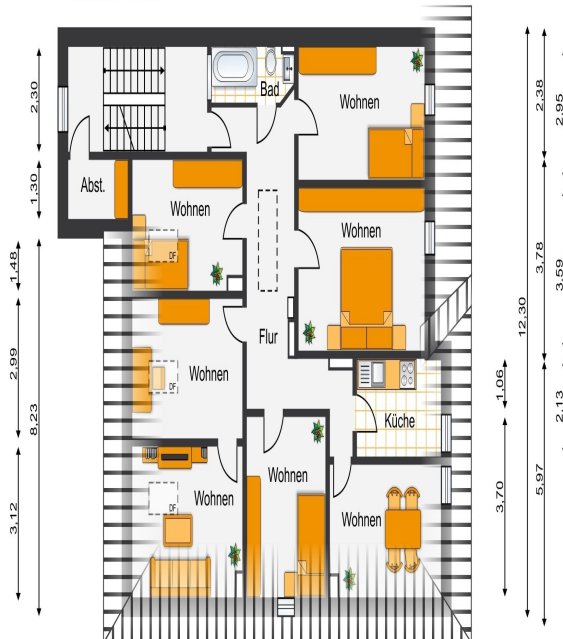 2,30
1,30
1,48
2,99
8,23
3,12
Bad
Wohnen
Abst.
Wohnen
DF
Wohnen
Flur
Wohnen
DF
Küche
Wohnen
DF
Wohnen
Wohnen
12,30
2,38
2,95
3,78
3,59
1,06
2,13
5,97
3,70